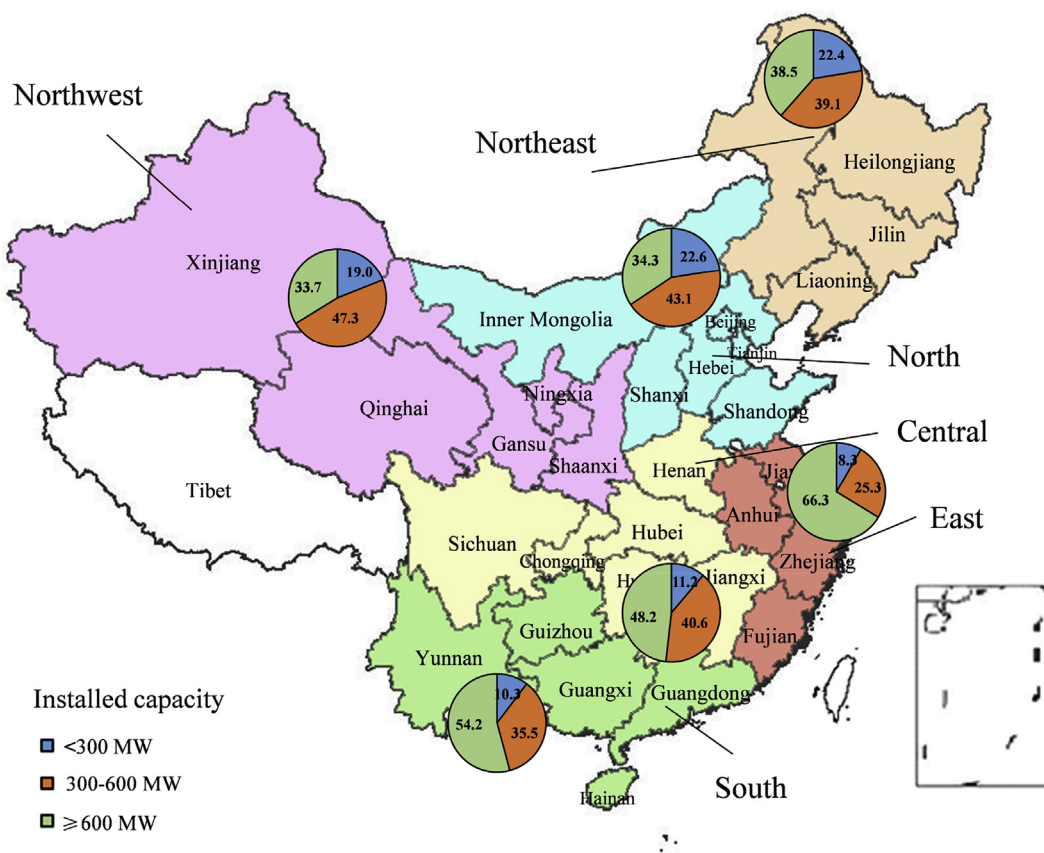 22.4
38.5
39.1
Northwest
Northeast
Heilongjiang
Jilin
Xinjiang
19.0
33.7
47.3
22.6
34.3
43.1
Liaoning
Inner Mongolia
Beijing
Tianjin
Hebei
North
Ningxia
Shanxi
Qinghai
Shandong
Gansu
Central
Shaanxi
Henan
8.3
25.3
66.3
Tibet
Anhui
East
Hubei
Sichuan
Chongqing
Zhejiang
Jiangxi
11.2
48.2
40.6
Guizhou
Fujian
Yunnan
Guangxi
Guangdong
10.3
54.2
35.5
South
Hainan
Installed capacity
<300 MW
300-600 MW
≥600 MW